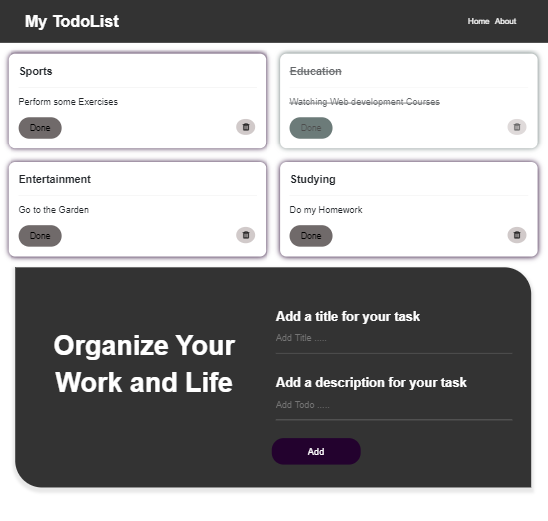 My TodoList
Home About
Sports
Perform some Exercises
Done
Education
Watching Web development Courses
Done
Entertainment
Go to the Garden
Done
Studying
Do my Homework
Done
Organize Your
Work and Life
Add a title for your task
Add Title .....
Add a description for your task
Add Todo .....
Add